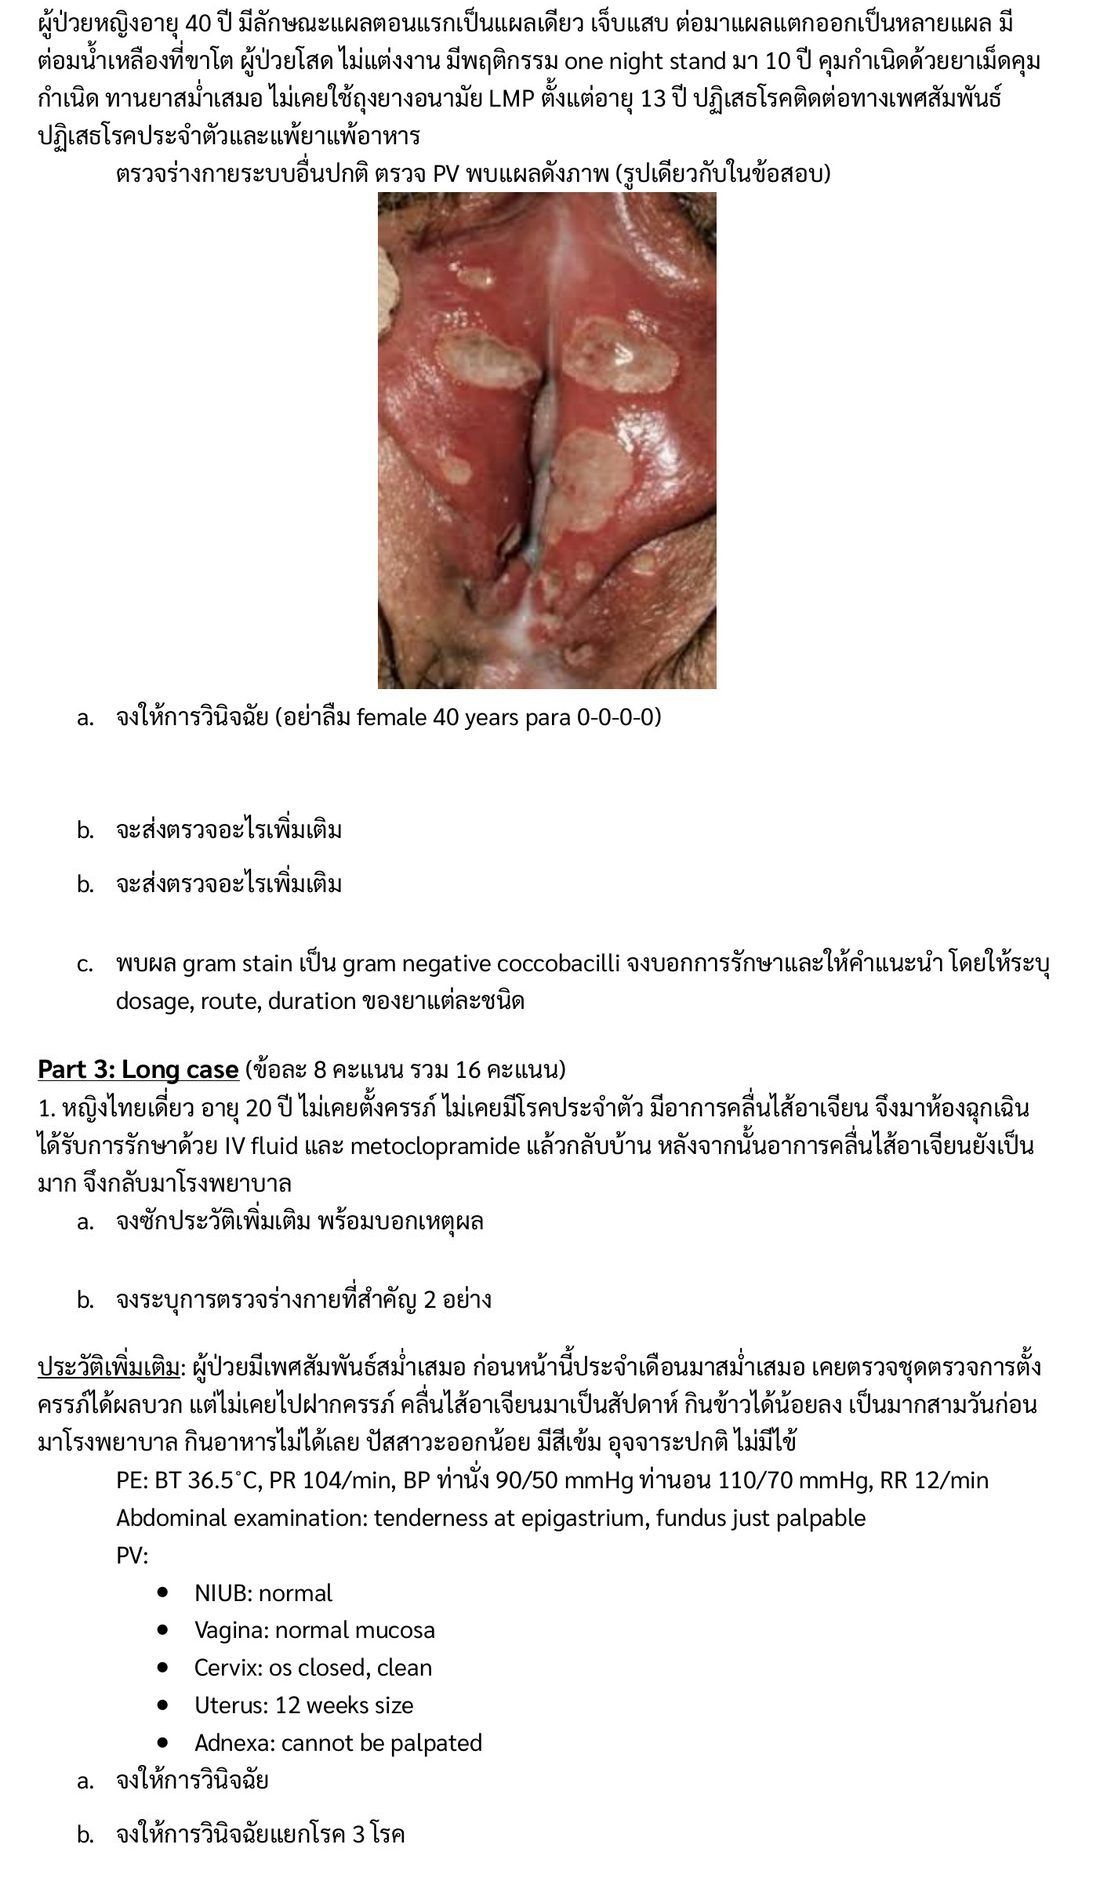 ผู้ป่วยหญิงอายุ 40 ปี มีลักษณะแผลตอนแรกเป็นแผลเดียว เจ็บแสบ ต่อมาแผลแตกออกเป็นหลายแผล มี
ต่อมน้ำเหลืองที่ขาโต ผู้ป่วยโสด ไม่แต่งงาน มีพฤติกรรม one night stand มา 10 ปี คุมกำเนิดด้วยยาเม็ดคุม
กำเนิด ทานยาสม่ำเสมอ ไม่เคยใช้ถุงยางอนามัย LMP ตั้งแต่อายุ 13 ปี ปฏิเสธโรคติดต่อทางเพศสัมพันธ์
ปฏิเสธโรคประจำตัวและแพ้ยาแพ้อาหาร
ตรวจร่างกายระบบอื่นปกติ ตรวจ PV พบแผลดังภาพ (รูปเดียวกับในข้อสอบ)
a. จงให้การวินิจฉัย (อย่าลืม female 40 years para 0-0-0-0)
b. จะส่งตรวจอะไรเพิ่มเติม
b. จะส่งตรวจอะไรเพิ่มเติม
c. พบผล gram stain เป็น gram negative coccobacilli จงบอกการรักษาและให้คำแนะนำ โดยให้ระบุ
dosage, route, duration ของยาแต่ละชนิด
Part 3: Long case (ข้อละ 8 คะแนน รวม 16 คะแนน)
1. หญิงไทยเดี่ยว อายุ 20 ปี ไม่เคยตั้งครรภ์ ไม่เคยมีโรคประจำตัว มีอาการคลื่นไส้อาเจียน จึงมาห้องฉุกเฉิน
ได้รับการรักษาด้วย IV fluid และ metoclopramide แล้วกลับบ้าน หลังจากนั้นอาการคลื่นไส้อาเจียนยังเป็น
มาก จึงกลับมาโรงพยาบาล
a. จงซักประวัติเพิ่มเติม พร้อมบอกเหตุผล
b. จงระบุการตรวจร่างกายที่สำคัญ 2 อย่าง
ประวัติเพิ่มเติม: ผู้ป่วยมีเพศสัมพันธ์สม่ำเสมอ ก่อนหน้านี้ประจำเดือนมาสม่ำเสมอ เคยตรวจชุดตรวจการตั้ง
ครรภ์ได้ผลบวก แต่ไม่เคยไปฝากครรภ์ คลื่นไส้อาเจียนมาเป็นสัปดาห์ กินข้าวได้น้อยลง เป็นมากสามวันก่อน
มาโรงพยาบาล กินอาหารไม่ได้เลย ปัสสาวะออกน้อย มีสีเข้ม อุจจาระปกติ ไม่มีไข้
PE: BT 36.5˚C, PR 104/min, BP ท่านั่ง 90/50 mmHg ท่านอน 110/70 mmHg, RR 12/min
Abdominal examination: tenderness at epigastrium, fundus just palpable
PV:
• NIUB: normal
• Vagina: normal mucosa
• Cervix: os closed, clean
• Uterus: 12 weeks size
• Adnexa: cannot be palpated
a. จงให้การวินิจฉัย
b. จงให้การวินิจฉัยแยกโรค 3 โรค